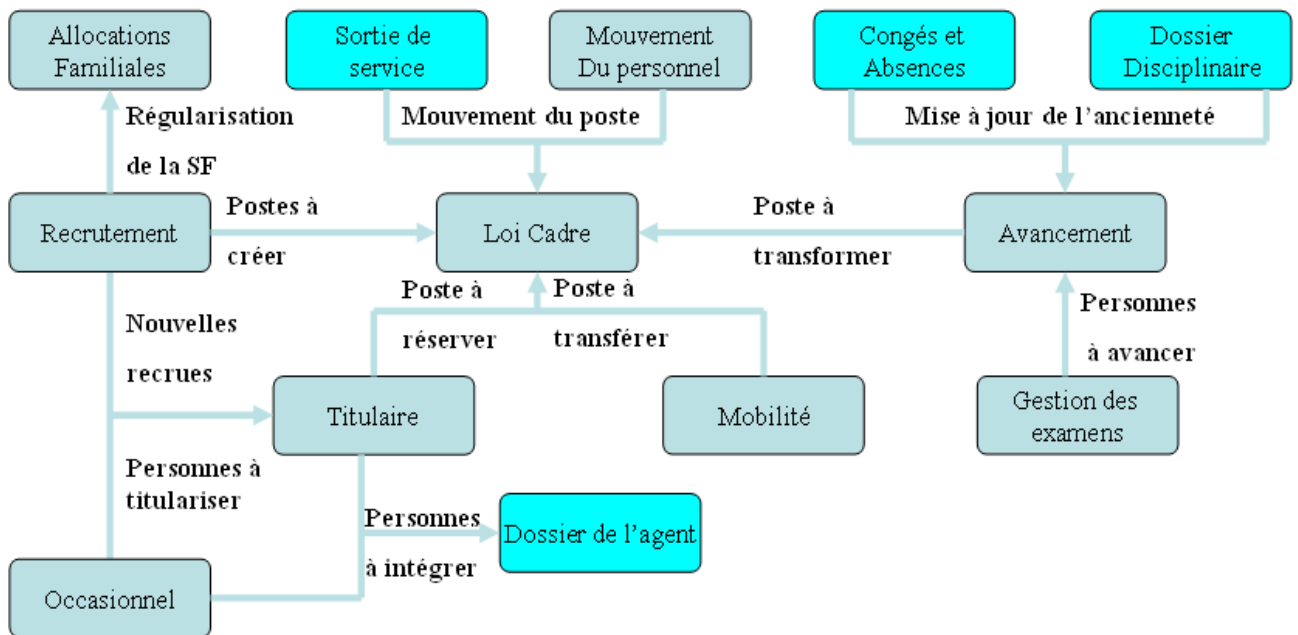 Allocations
Familiales
Sortie de
service
Mouvement
Du personnel
Congés et
Absences
Dossier
Disciplinaire
Régularisation
de la SF
Mouvement du poste
Mise à jour de l’ancienneté
Recrutement
Postes à
créer
Loi Cadre
Poste à
transformer
Avancement
Nouvelles
recrues
Poste à
réserver
Poste à
transférer
Personnes
à avancer
Titulaire
Mobilité
Gestion des
examens
Personnes à
titulariser
Personnes
à intégrer
Dossier de l’agent
Occasionnel